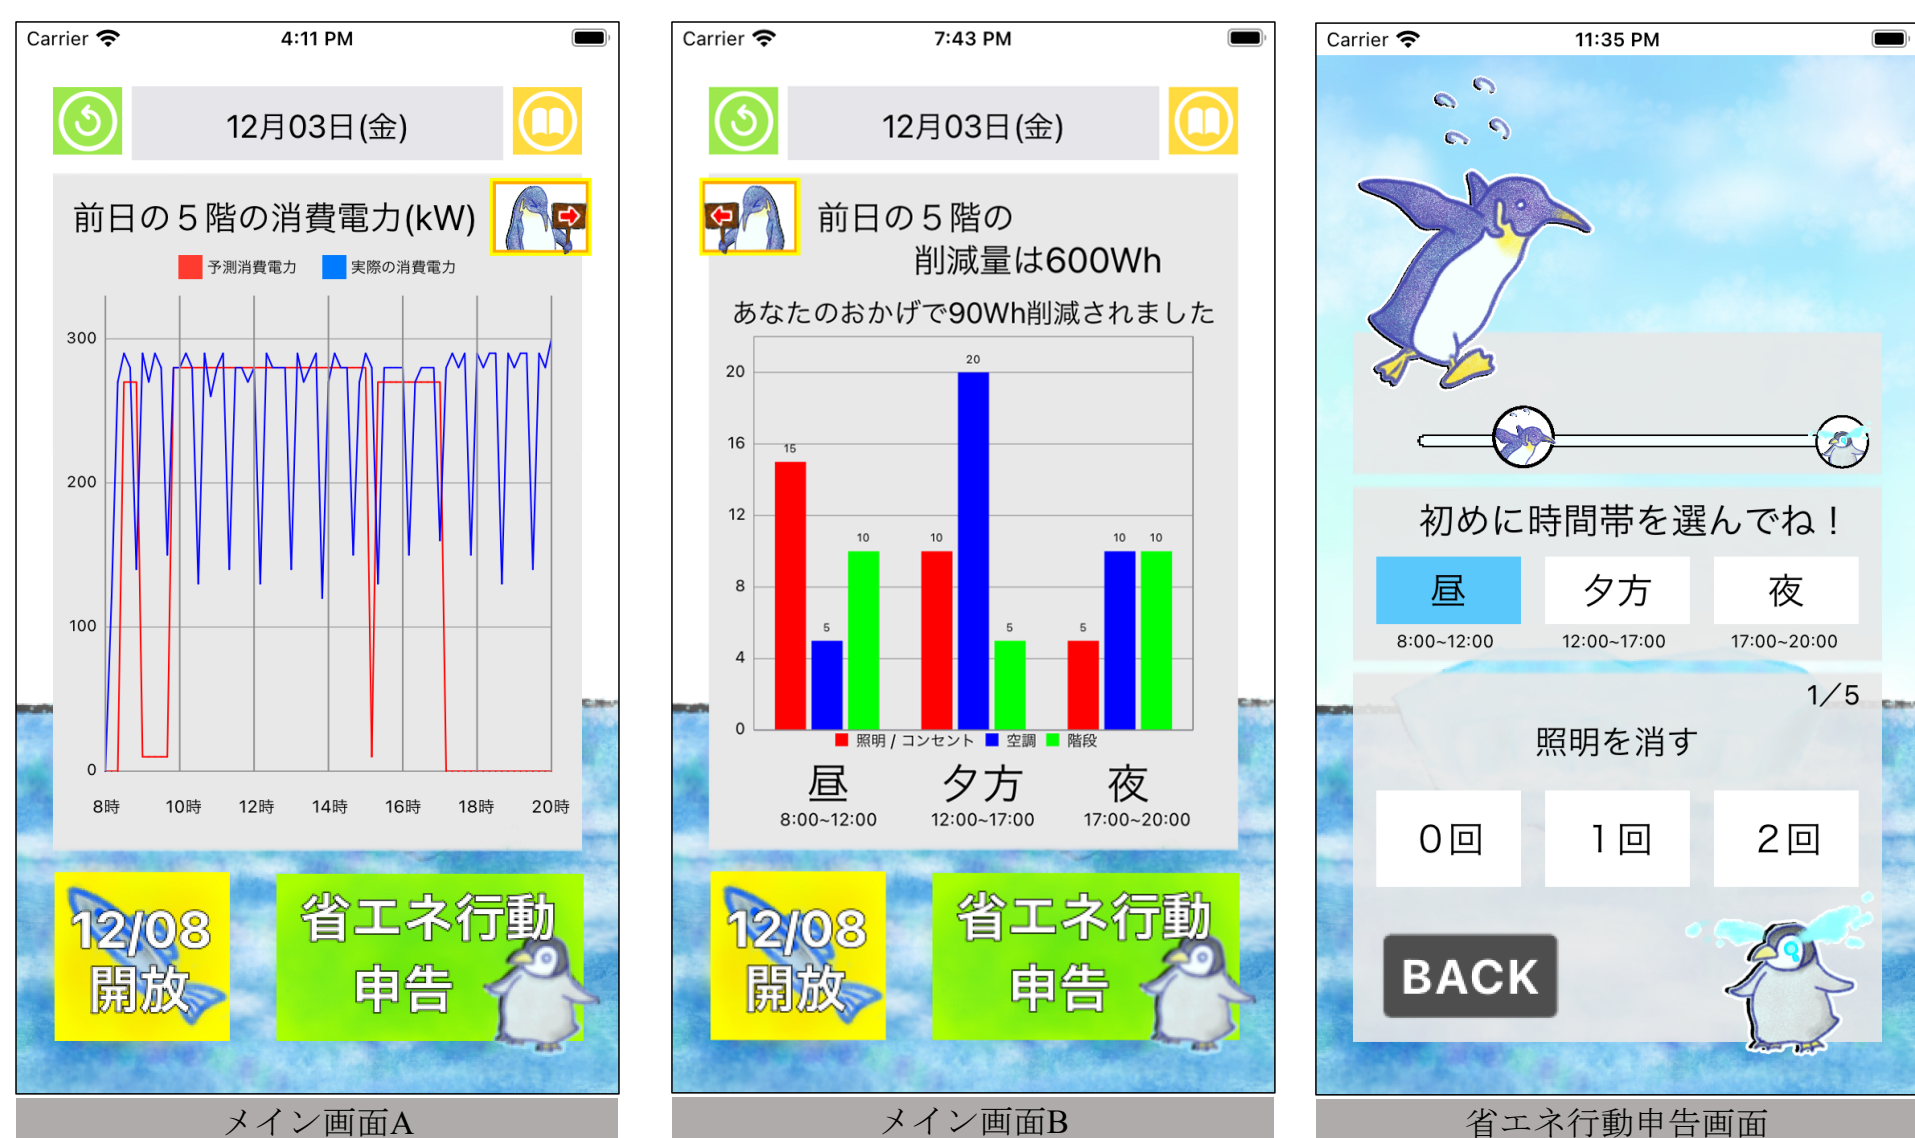 Carrier 4:11 PM
12月03日(金)
前日の5階の消費電力(kW)
予測消費電力 実際の消費電力
300
200
100
0
8時 10時 12時 14時 16時 18時 20時
12/08
開放
省エネ行動
申告
メイン画面A
Carrier 7:43 PM
12月03日(金)
前日の5階の
削減量は600Wh
あなたのおかげで90Wh削減されました
20
16
12
8
4
0
15 5 10 10 20 5 5 10 10
照明 / コンセント 空調 階段
昼 夕方 夜
8:00~12:00 12:00~17:00 17:00~20:00
12/08
開放
省エネ行動
申告
メイン画面B
Carrier 11:35 PM
初めに時間帯を選んでね！
昼 夕方 夜
8:00~12:00 12:00~17:00 17:00~20:00
1／5
照明を消す
0回 1回 2回
BACK
省エネ行動申告画面